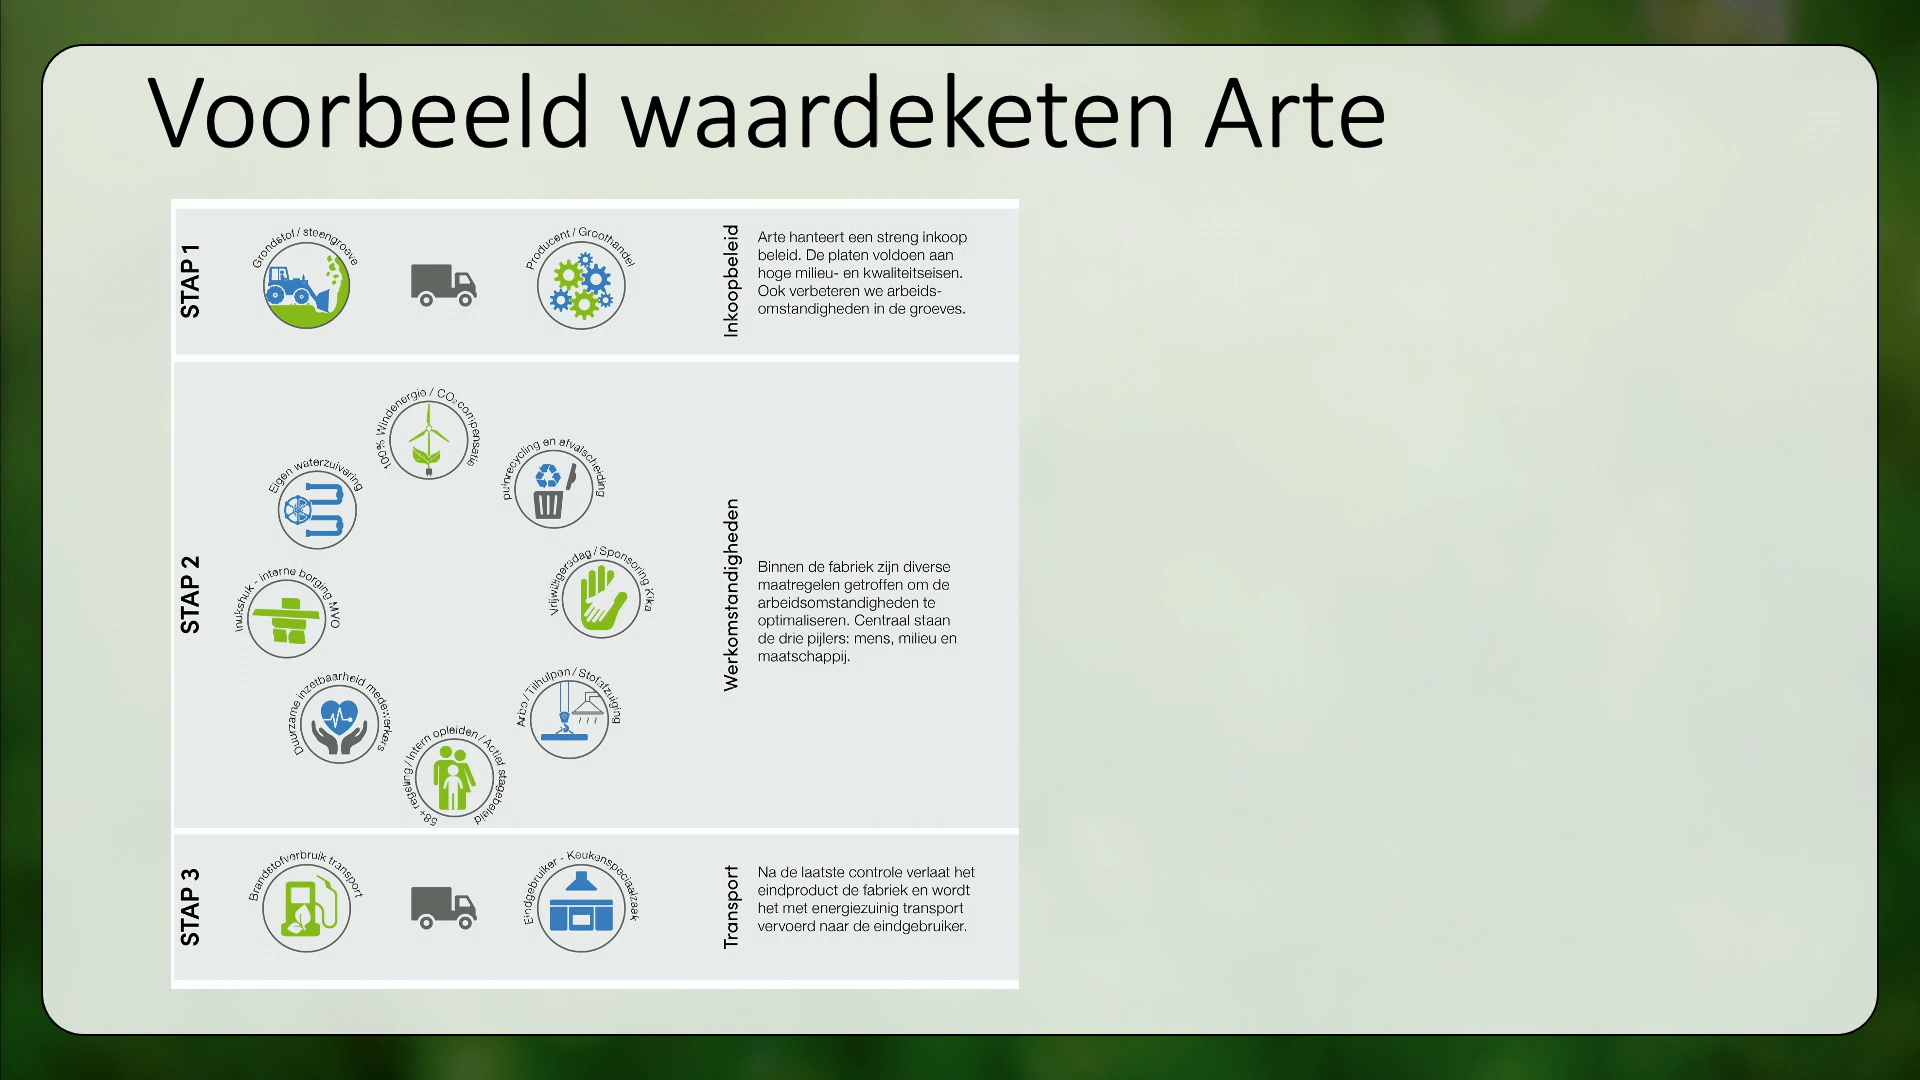 Voorbeeld waardeketen Arte
STAP 1
Grondstof / steengroeve
Producent / Groothandel
Inkoopbeleid
Arte hanteert een streng inkoop
beleid. De platen voldoen aan
hoge milieu- en kwaliteitseisen.
Ook verbeteren we arbeids-
omstandigheden in de groeves.
STAP 2
100% Windenergie / CO₂ compensatie
puinrecycling en afvalscheiding
Eigen waterzuivering
Vrijwilligersdag / Sponsoring Kika
Inukshuk - interne borging MVO
Arbo / Tilhulpen / Stofafzuiging
Duurzame inzetbaarheid medewerkers
58+ regeling / Intern opleiden / Actief stagebeleid
Werkomstandigheden
Binnen de fabriek zijn diverse
maatregelen getroffen om de
arbeidsomstandigheden te
optimaliseren. Centraal staan
de drie pijlers: mens, milieu en
maatschappij.
STAP 3
Brandstofverbruik transport
Eindgebruiker - Keukenspeciaalzaak
Transport
Na de laatste controle verlaat het
eindproduct de fabriek en wordt
het met energiezuinig transport
vervoerd naar de eindgebruiker.